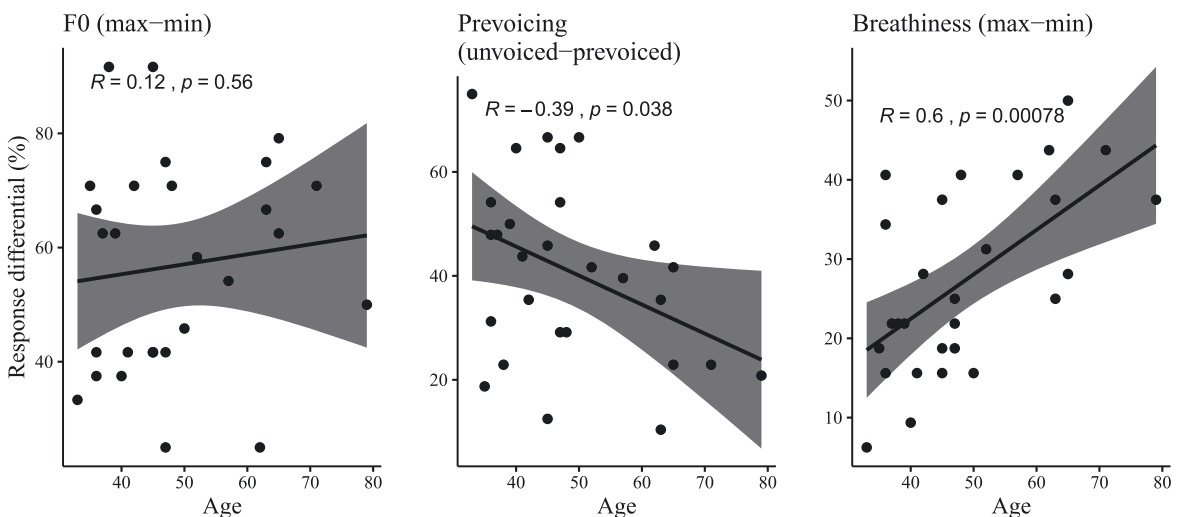 F0 (max−min)
R = 0.12 , p = 0.56
80
60
40
Response differential (%)
40 50 60 70 80
Age
Prevoicing
(unvoiced−prevoiced)
R = −0.39 , p = 0.038
60
40
20
40 50 60 70 80
Age
Breathiness (max−min)
R = 0.6 , p = 0.00078
50
40
30
20
10
40 50 60 70 80
Age